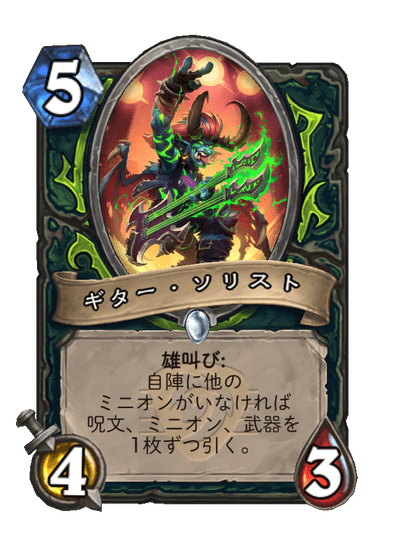 5
ギター・ソリスト
雄叫び:
自陣に他の
ミニオンがいなければ
呪文、ミニオン、武器を
1枚ずつ引く。
4
3